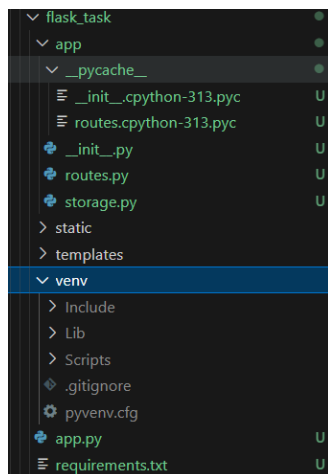 flask_task
app
__pycache__
__init__.cpython-313.pyc U
routes.cpython-313.pyc U
__init__.py U
routes.py U
storage.py U
static
templates
venv
Include
Lib
Scripts
.gitignore
pyvenv.cfg
app.py U
requirements.txt U